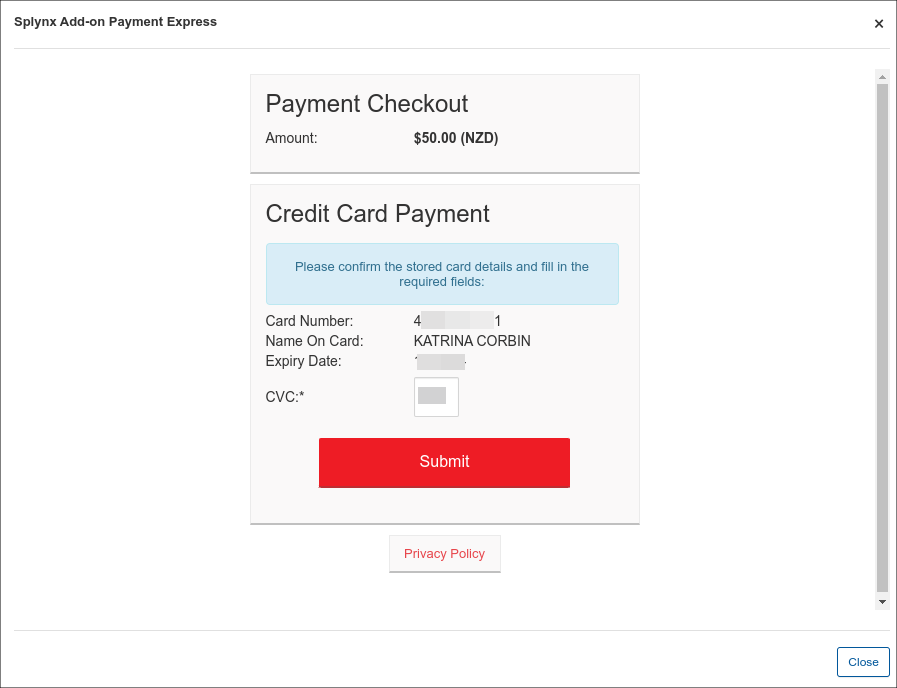 Splynx Add-on Payment Express
×
Payment Checkout
Amount: $50.00 (NZD)
Credit Card Payment
Please confirm the stored card details and fill in the
required fields:
Card Number: 4 1
Name On Card: KATRINA CORBIN
Expiry Date:
CVC:*
Submit
Privacy Policy
Close